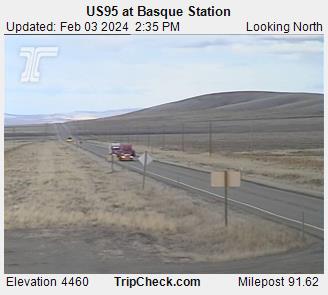 US95 at Basque Station
Updated: Feb 03 2024 2:35 PM Looking North
Elevation 4460 TripCheck.com Milepost 91.62